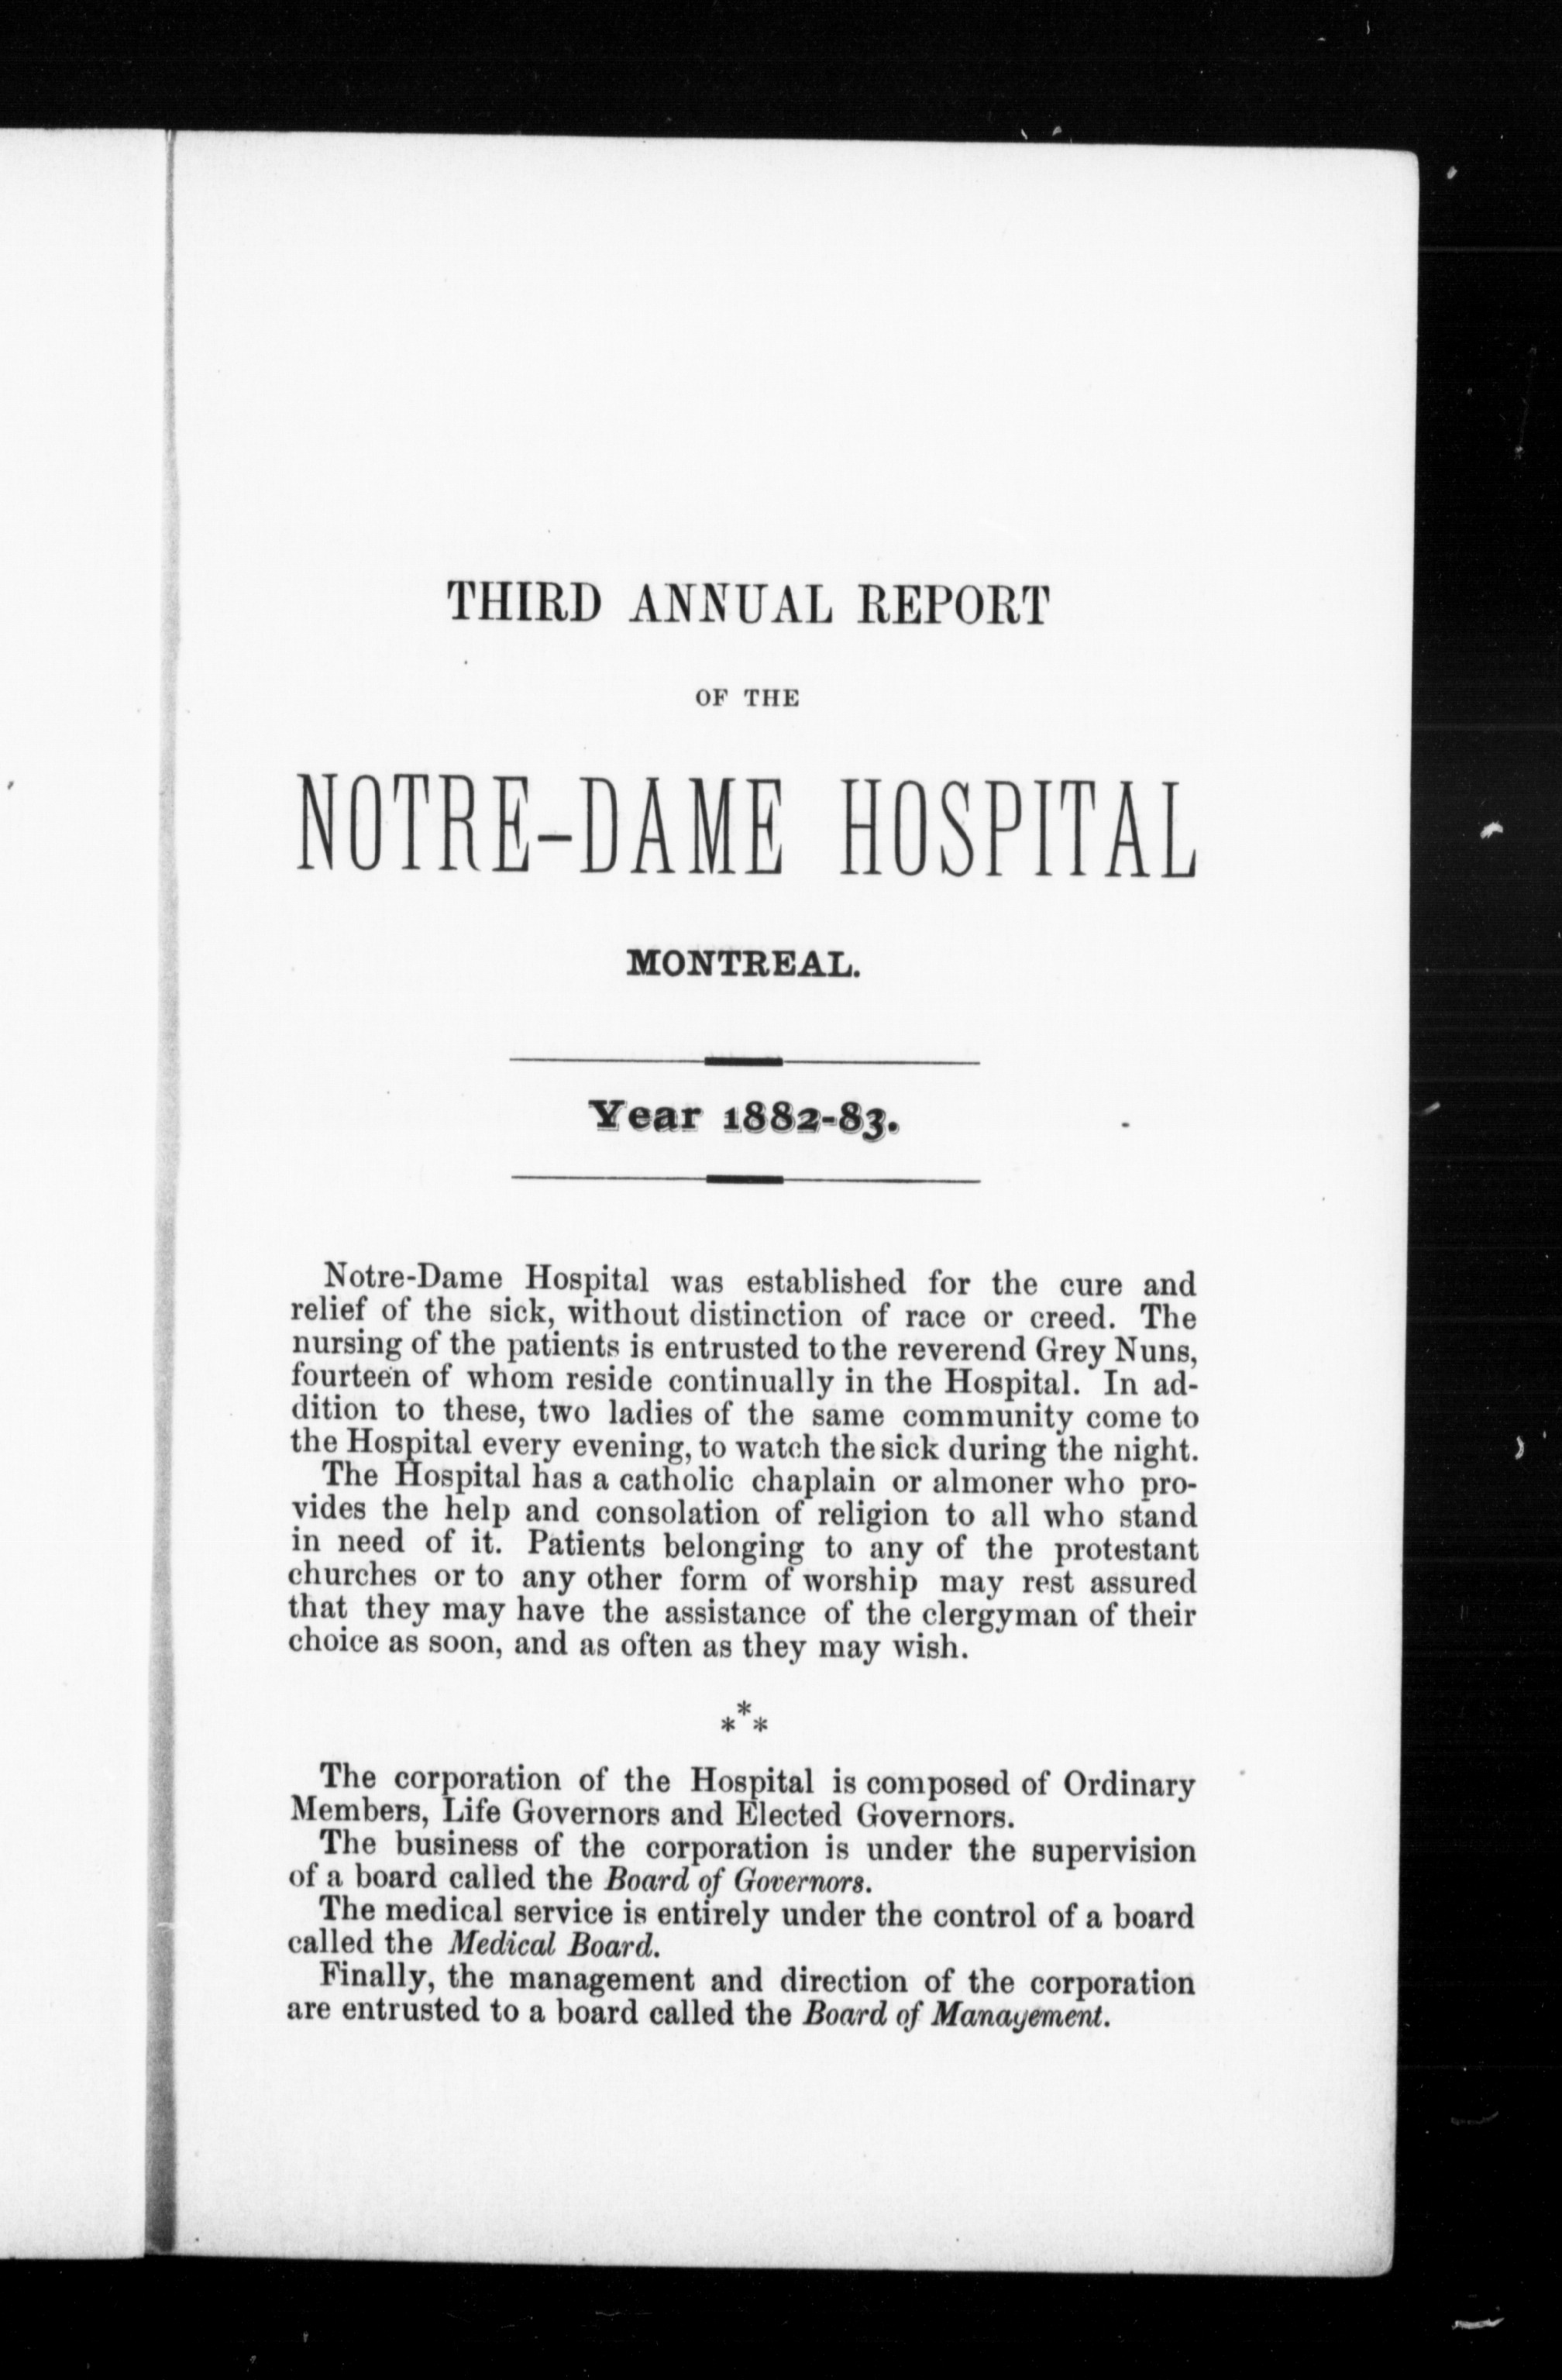 THIRD ANNUAL REPORT
OF THE
NOTRE-DAME HOSPITAL
MONTREAL.
Year 1882-83.
Notre-Dame Hospital was established for the cure and
relief of the sick, without distinction of race or creed. The
nursing of the patients is entrusted to the reverend Grey Nuns,
fourteen of whom reside continually in the Hospital. In ad-
dition to these, two ladies of the same community come to
the Hospital every evening, to watch the sick during the night.
The Hospital has a catholic chaplain or almoner who pro-
vides the help and consolation of religion to all who stand
in need of it. Patients belonging to any of the protestant
churches or to any other form of worship may rest assured
that they may have the assistance of the clergyman of their
choice as soon, and as often as they may wish.
***
The corporation of the Hospital is composed of Ordinary
Members, Life Governors and Elected Governors.
The business of the corporation is under the supervision
of a board called the Board of Governors.
The medical service is entirely under the control of a board
called the Medical Board.
Finally, the management and direction of the corporation
are entrusted to a board called the Board of Management.